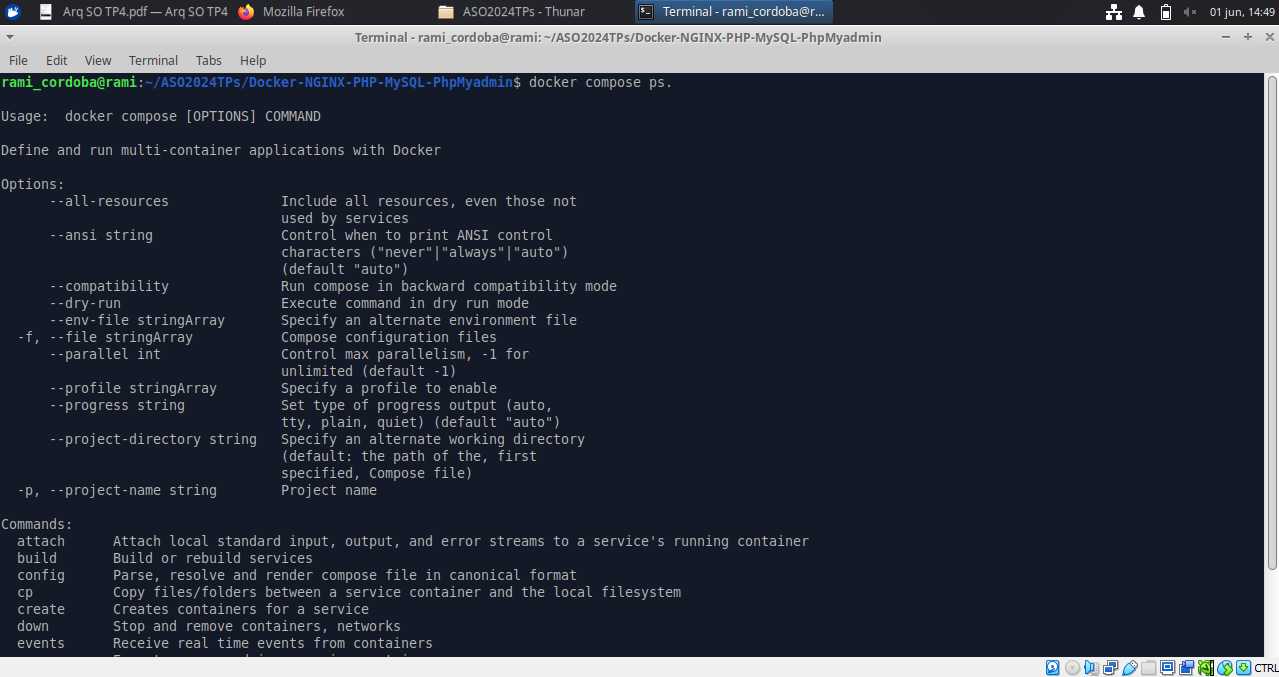 Arq SO TP4.pdf — Arq SO TP4 Mozilla Firefox ASO2024TPs - Thunar Terminal - rami_cordoba@r... 01 jun, 14:49
Terminal - rami_cordoba@rami: ~/ASO2024TPs/Docker-NGINX-PHP-MySQL-PhpMyadmin
File Edit View Terminal Tabs Help
rami_cordoba@rami:~/ASO2024TPs/Docker-NGINX-PHP-MySQL-PhpMyadmin$ docker compose ps.
Usage:  docker compose [OPTIONS] COMMAND
Define and run multi-container applications with Docker
Options:
      --all-resources              Include all resources, even those not
                                   used by services
      --ansi string                Control when to print ANSI control
                                   characters ("never"|"always"|"auto")
                                   (default "auto")
      --compatibility              Run compose in backward compatibility mode
      --dry-run                    Execute command in dry run mode
      --env-file stringArray       Specify an alternate environment file
  -f, --file stringArray           Compose configuration files
      --parallel int               Control max parallelism, -1 for
                                   unlimited (default -1)
      --profile stringArray        Specify a profile to enable
      --progress string            Set type of progress output (auto,
                                   tty, plain, quiet) (default "auto")
      --project-directory string   Specify an alternate working directory
                                   (default: the path of the, first
                                   specified, Compose file)
  -p, --project-name string        Project name
Commands:
  attach      Attach local standard input, output, and error streams to a service's running container
  build       Build or rebuild services
  config      Parse, resolve and render compose file in canonical format
  cp          Copy files/folders between a service container and the local filesystem
  create      Creates containers for a service
  down        Stop and remove containers, networks
  events      Receive real time events from containers
CTRL